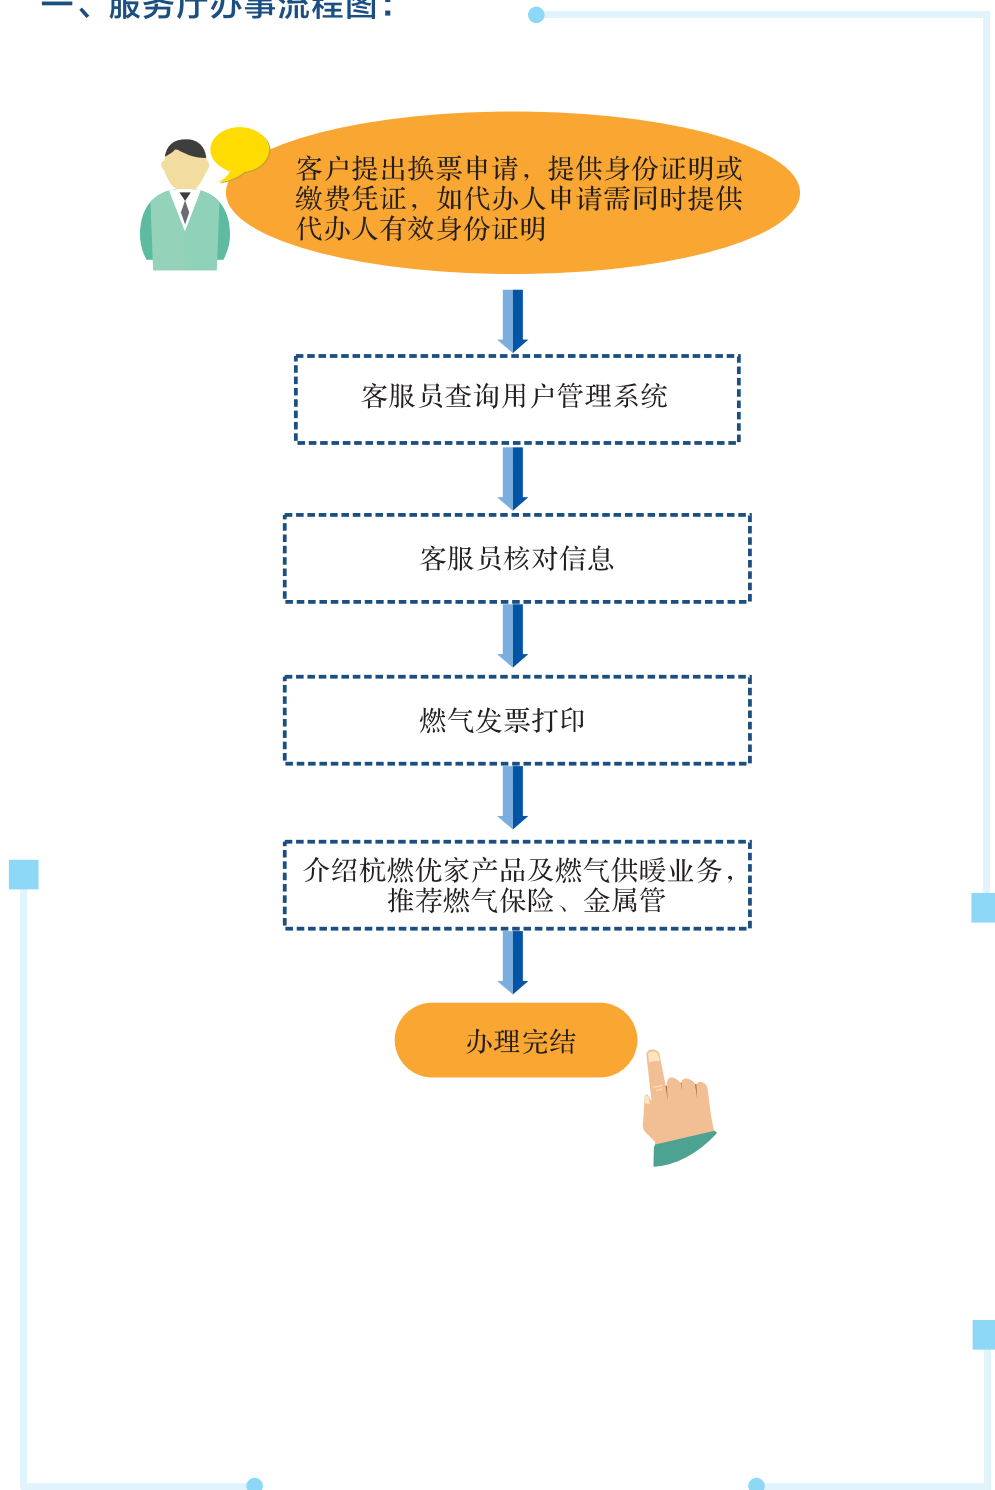 一、服务厅办事流程图：
客户提出换票申请，提供身份证明或
缴费凭证，如代办人申请需同时提供
代办人有效身份证明
客服员查询用户管理系统
客服员核对信息
燃气发票打印
介绍杭燃优家产品及燃气供暖业务，
推荐燃气保险、金属管
办理完结